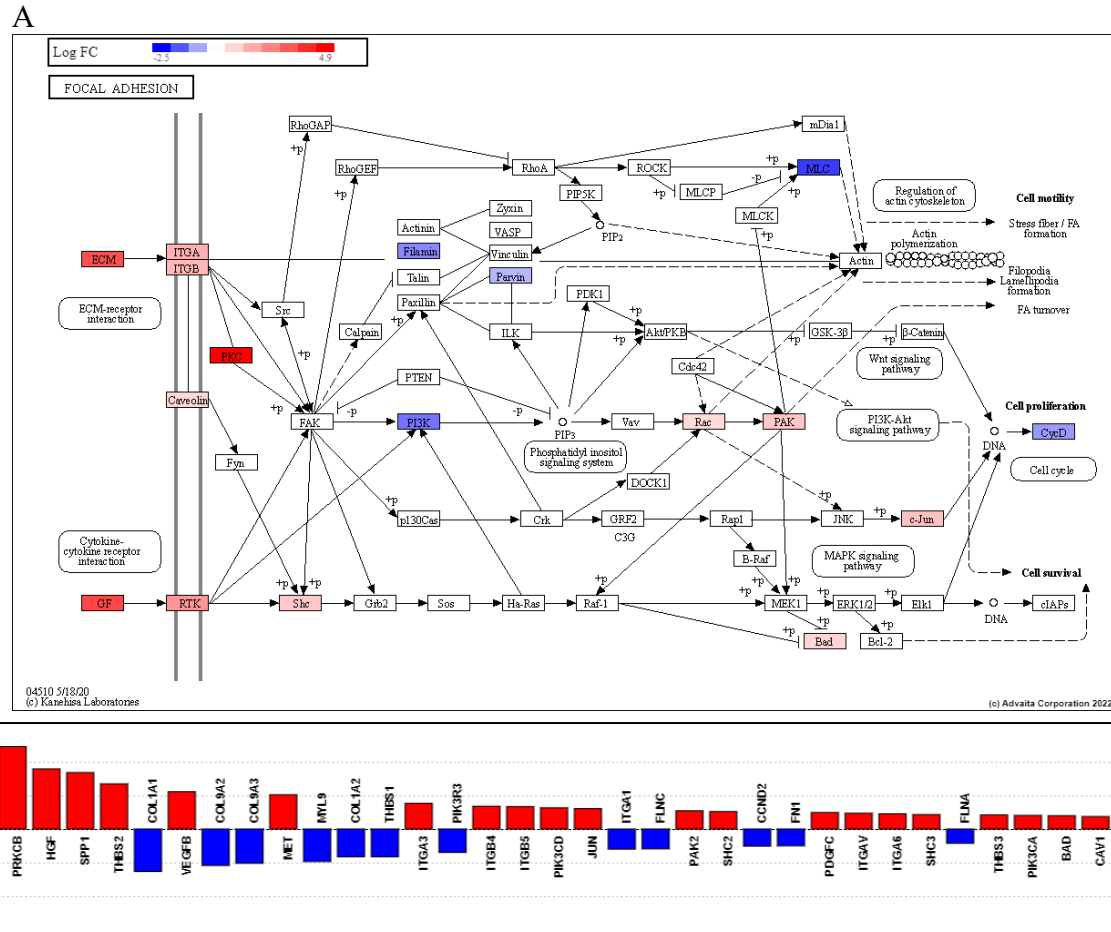 A
Log FC
-2.5
4.9
FOCAL ADHESION
RhoGAP
mDia1
+p
RhoGEF
RhoA
ROCK
+p
MLC
-p
+p
+p
MLCP
+p
PIP5K
MLCK
Regulation of
actin cytoskeleton
Cell motility
Zyxin
Actinin
VASP
PIP2
+p
Stress fiber / FA
formation
Filamin
Vinculin
Actin
polymerization
ECM
ITGA
ITGB
Actin
Talin
Parvin
Filopodia
Lamellipodia
formation
ECM-receptor
interaction
Src
Paxillin
PDK1
FA turnover
Calpain
+p
ILK
+p
Akt/PKB
GSK-3β
β-Catenin
+p
+p
+p
+p
PKC
+p
Cdc42
Wnt signaling
pathway
PTEN
Caveolin
+p
-p
-p
Cell proliferation
FAK
PI3K
PIP3
Vav
Rac
PAK
PI3K-Akt
signaling pathway
DNA
CycD
Fyn
Phosphatidyl inositol
signaling system
Cell cycle
DOCK1
+p
+p
p130Cas
Crk
GRF2
Rap1
JNK
+p
c-Jun
C3G
Cytokine-
cytokine receptor
interaction
B-Raf
MAPK signaling
pathway
+p
+p
+p
+p
+p
Cell survival
GF
RTK
Shc
Grb2
Sos
Ha-Ras
Raf-1
+p
MEK1
+p
ERK1/2
+p
Elk1
DNA
cIAPs
+p
+p
+p
Bad
Bcl-2
04510 5/18/20
(c) Kanehisa Laboratories
(c) Advaita Corporation 2022
PRKCB
HGF
SPP1
THBS2
COL1A1
VEGFB
COL9A2
COL9A3
MET
MYL9
COL1A2
THBS1
ITGA3
PIK3R3
ITGB4
ITGB5
PIK3CD
JUN
ITGA1
FLNC
PAK2
SHC2
CCND2
FN1
PDGFC
ITGAV
ITGA6
SHC3
FLNA
THBS3
PIK3CA
BAD
CAV1